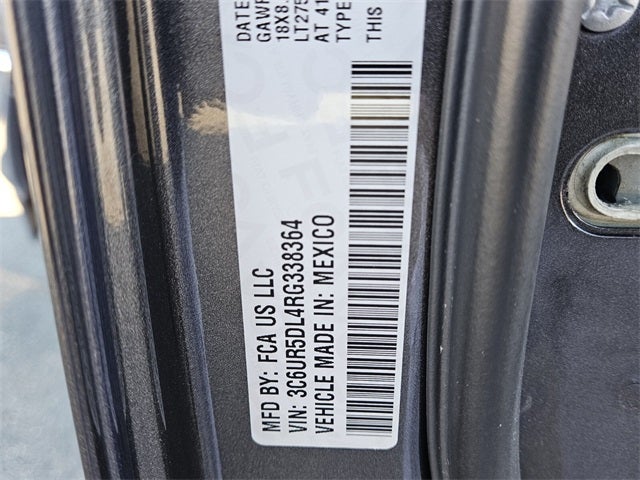 DATE
GAWR
18X8.
LT275
AT 41
TYPE
THIS
MFD BY: FCA US LLC
VIN: 3C6UR5DL4RG338364
VEHICLE MADE IN: MEXICO